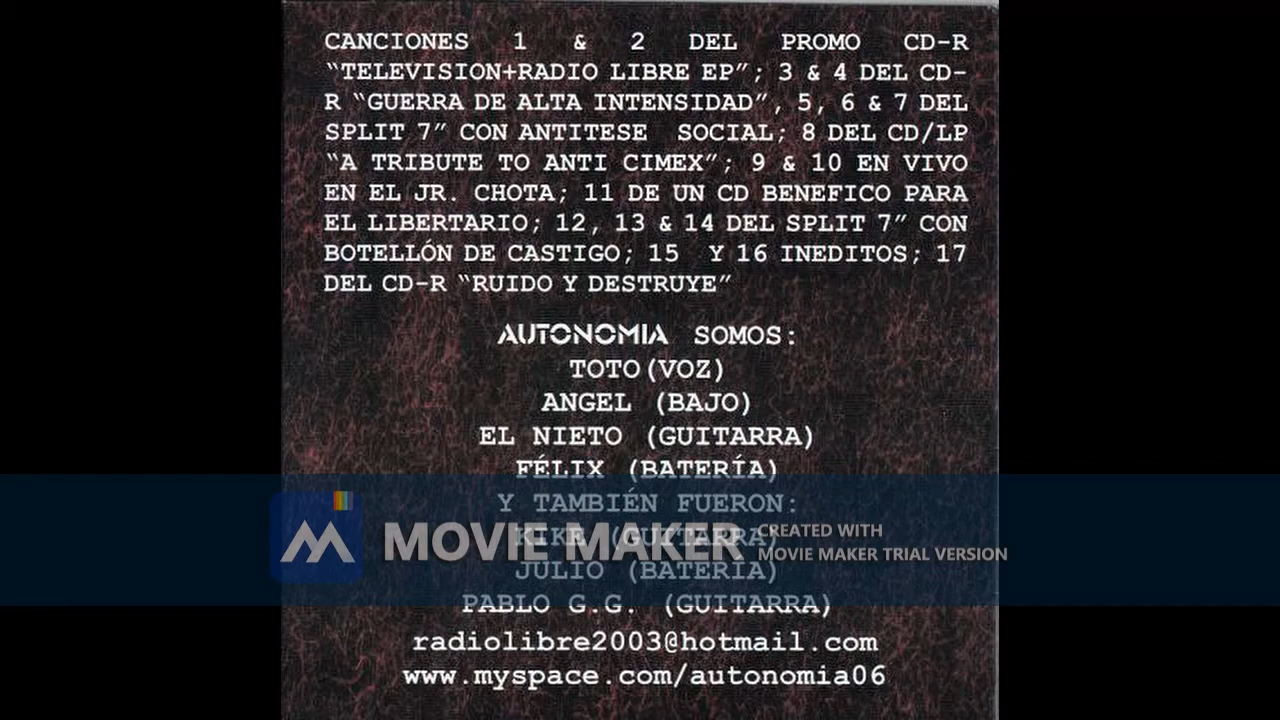 CANCIONES 1 & 2 DEL PROMO CD-R
“TELEVISION+RADIO LIBRE EP”; 3 & 4 DEL CD-
R “GUERRA DE ALTA INTENSIDAD”, 5, 6 & 7 DEL
SPLIT 7” CON ANTITESE SOCIAL; 8 DEL CD/LP
“A TRIBUTE TO ANTI CIMEX”; 9 & 10 EN VIVO
EN EL JR. CHOTA; 11 DE UN CD BENEFICO PARA
EL LIBERTARIO; 12, 13 & 14 DEL SPLIT 7” CON
BOTELLÓN DE CASTIGO; 15 Y 16 INEDITOS; 17
DEL CD-R “RUIDO Y DESTRUYE”
AUTONOMIA SOMOS:
TOTO(VOZ)
ANGEL (BAJO)
EL NIETO (GUITARRA)
FÉLIX (BATERÍA)
Y TAMBIÉN FUERON:
KIKE (GUITARRA)
MOVIE MAKER
CREATED WITH
MOVIE MAKER TRIAL VERSION
JULIO (BATERÍA)
PABLO G.G. (GUITARRA)
radiolibre2003@hotmail.com
www.myspace.com/autonomia06